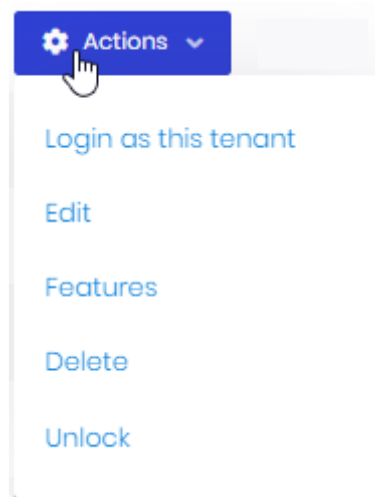 Actions
Login as this tenant
Edit
Features
Delete
Unlock